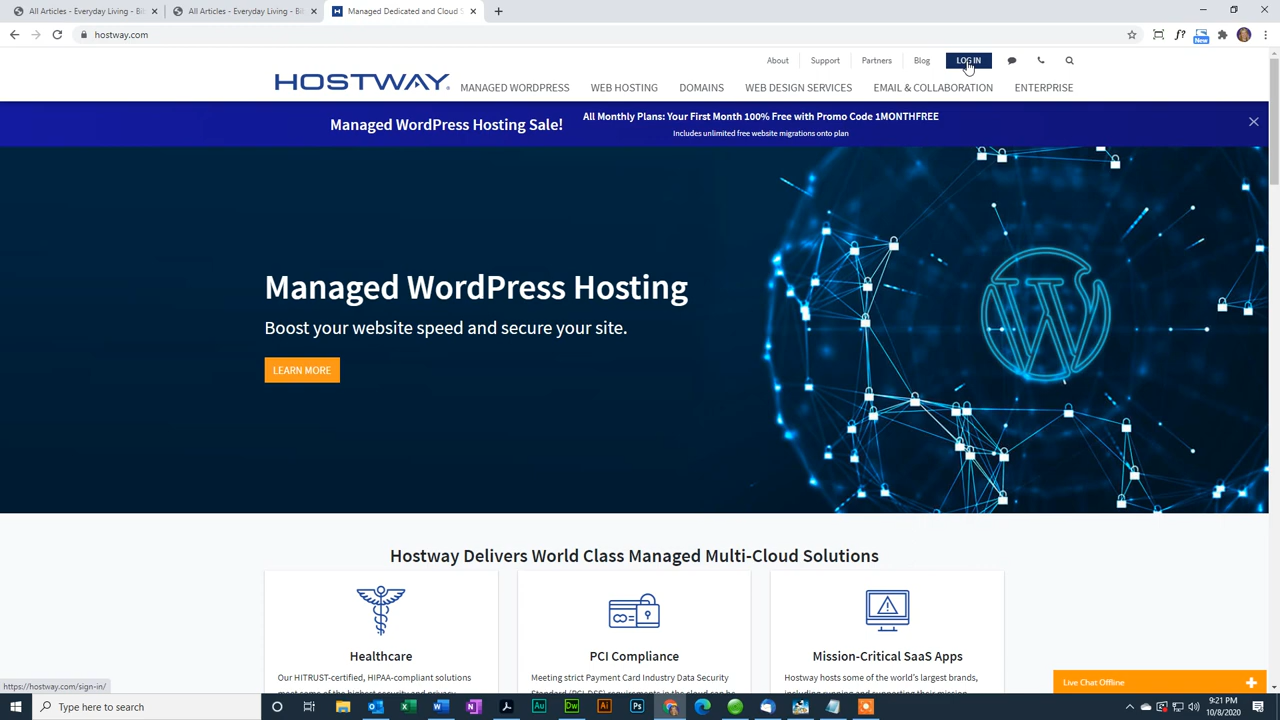 All Articles - Everyday Living - Bib
All Articles - Everyday Living - Bib
Managed Dedicated and Cloud S
hostway.com
New
About
Support
Partners
Blog
LOG IN
HOSTWAY.
MANAGED WORDPRESS
WEB HOSTING
DOMAINS
WEB DESIGN SERVICES
EMAIL & COLLABORATION
ENTERPRISE
Managed WordPress Hosting Sale!
All Monthly Plans: Your First Month 100% Free with Promo Code 1MONTHFREE
Includes unlimited free website migrations onto plan
Managed WordPress Hosting
Boost your website speed and secure your site.
LEARN MORE
Hostway Delivers World Class Managed Multi-Cloud Solutions
Healthcare
PCI Compliance
Mission-Critical SaaS Apps
Our HITRUST-certified, HIPAA-compliant solutions
Meeting strict Payment Card Industry Data Security
Hostway hosts some of the world's largest brands,
Live Chat Offline
https://hostway.com/sign-in/
Type here to search
9:21 PM
10/8/2020